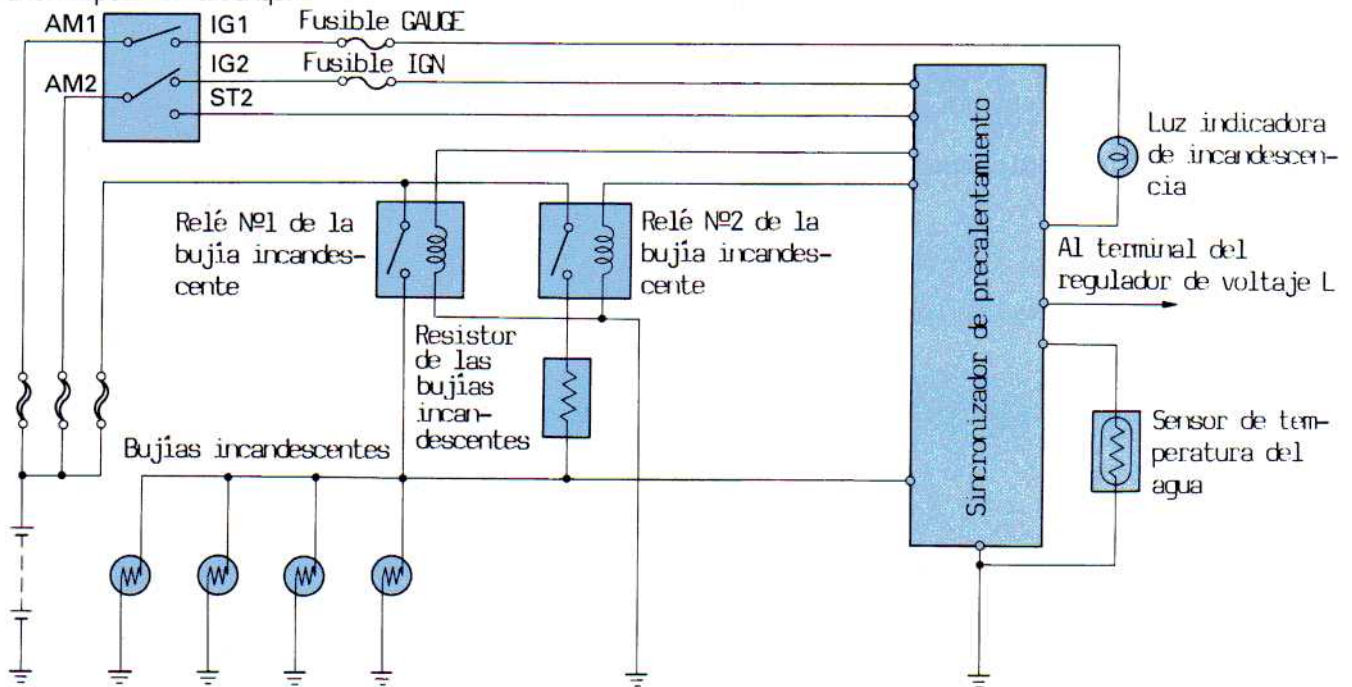 AM1
IG1
Fusible GAUGE
IG2
Fusible IGN
AM2
ST2
Luz indicadora
de incandescen-
cia
Relé Nº1 de la
bujía incandes-
cente
Relé Nº2 de la
bujía incandes-
cente
Sincronizador de precalentamiento
Al terminal del
regulador de voltaje L
Resistor
de las
bujías
incan-
descentes
Bujías incandescentes
Sensor de tem-
peratura del
agua